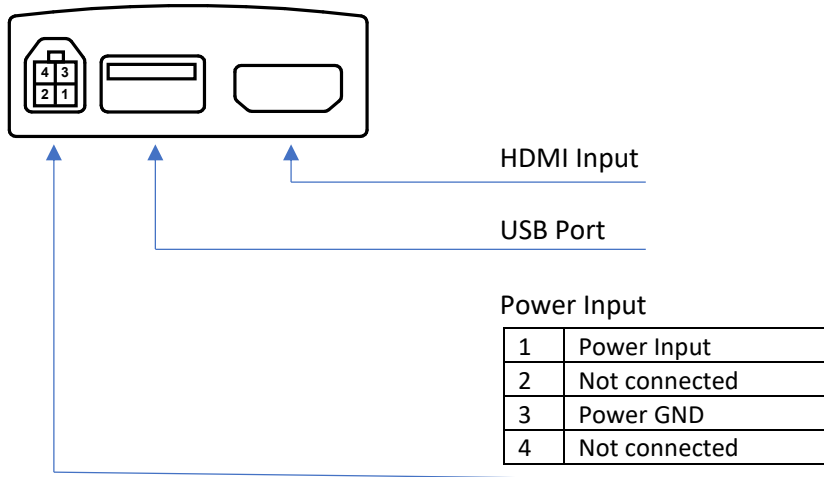 4 3
2 1
HDMI Input
USB Port
Power Input
1 Power Input
2 Not connected
3 Power GND
4 Not connected